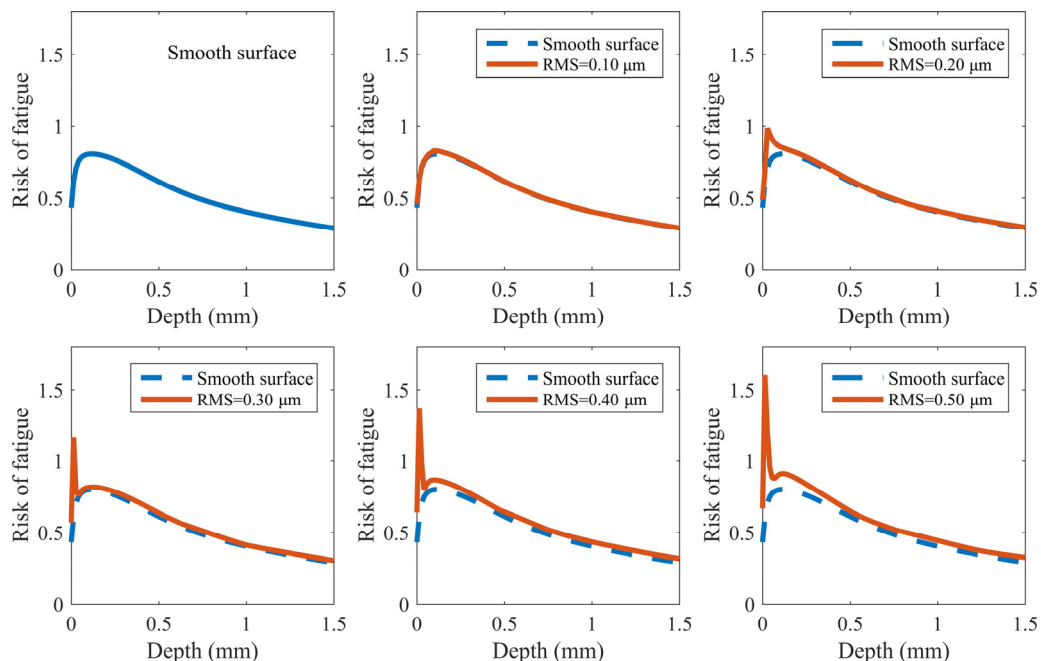 Risk of fatigue
1.5
1
0.5
0
Smooth surface
0
0.5
1
1.5
Depth (mm)
Risk of fatigue
1.5
1
0.5
0
Smooth surface
RMS=0.10 μm
0
0.5
1
1.5
Depth (mm)
Risk of fatigue
1.5
1
0.5
0
Smooth surface
RMS=0.20 μm
0
0.5
1
1.5
Depth (mm)
Risk of fatigue
1.5
1
0.5
0
Smooth surface
RMS=0.30 μm
0
0.5
1
1.5
Depth (mm)
Risk of fatigue
1.5
1
0.5
0
Smooth surface
RMS=0.40 μm
0
0.5
1
1.5
Depth (mm)
Risk of fatigue
1.5
1
0.5
0
Smooth surface
RMS=0.50 μm
0
0.5
1
1.5
Depth (mm)